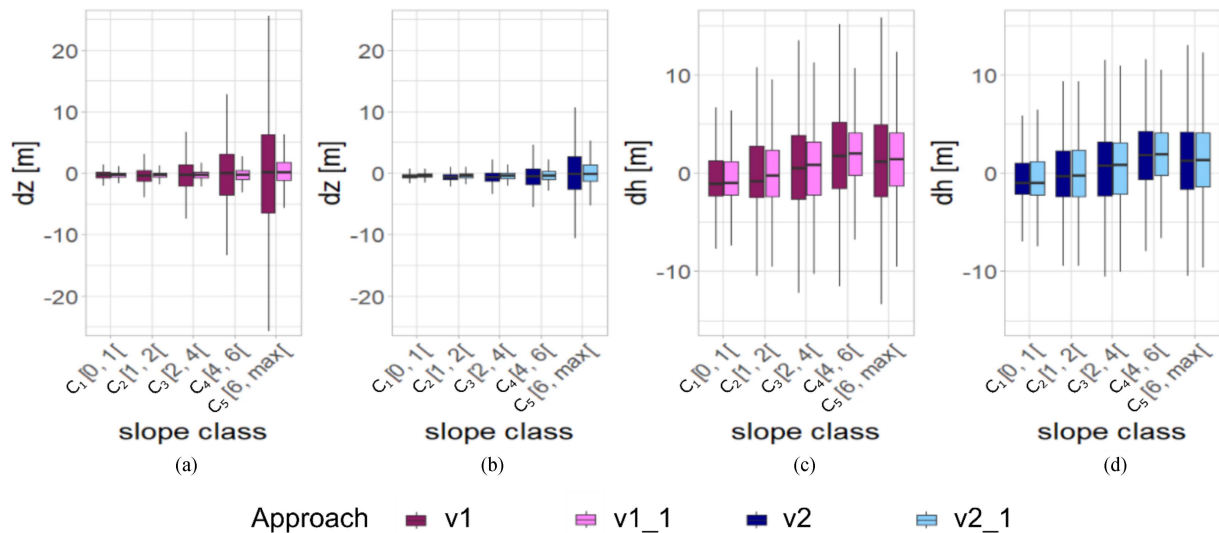 dz [m]
20
10
0
-10
-20
C1 [0, 1[
C2 [1, 2[
C3 [2, 4[
C4 [4, 6[
C5 [6, max[
slope class
(a)
dz [m]
20
10
0
-10
-20
C1 [0, 1[
C2 [1, 2[
C3 [2, 4[
C4 [4, 6[
C5 [6, max[
slope class
(b)
dh [m]
10
0
-10
C1 [0, 1[
C2 [1, 2[
C3 [2, 4[
C4 [4, 6[
C5 [6, max[
slope class
(c)
dh [m]
10
0
-10
C1 [0, 1[
C2 [1, 2[
C3 [2, 4[
C4 [4, 6[
C5 [6, max[
slope class
(d)
Approach v1 v1_1 v2 v2_1